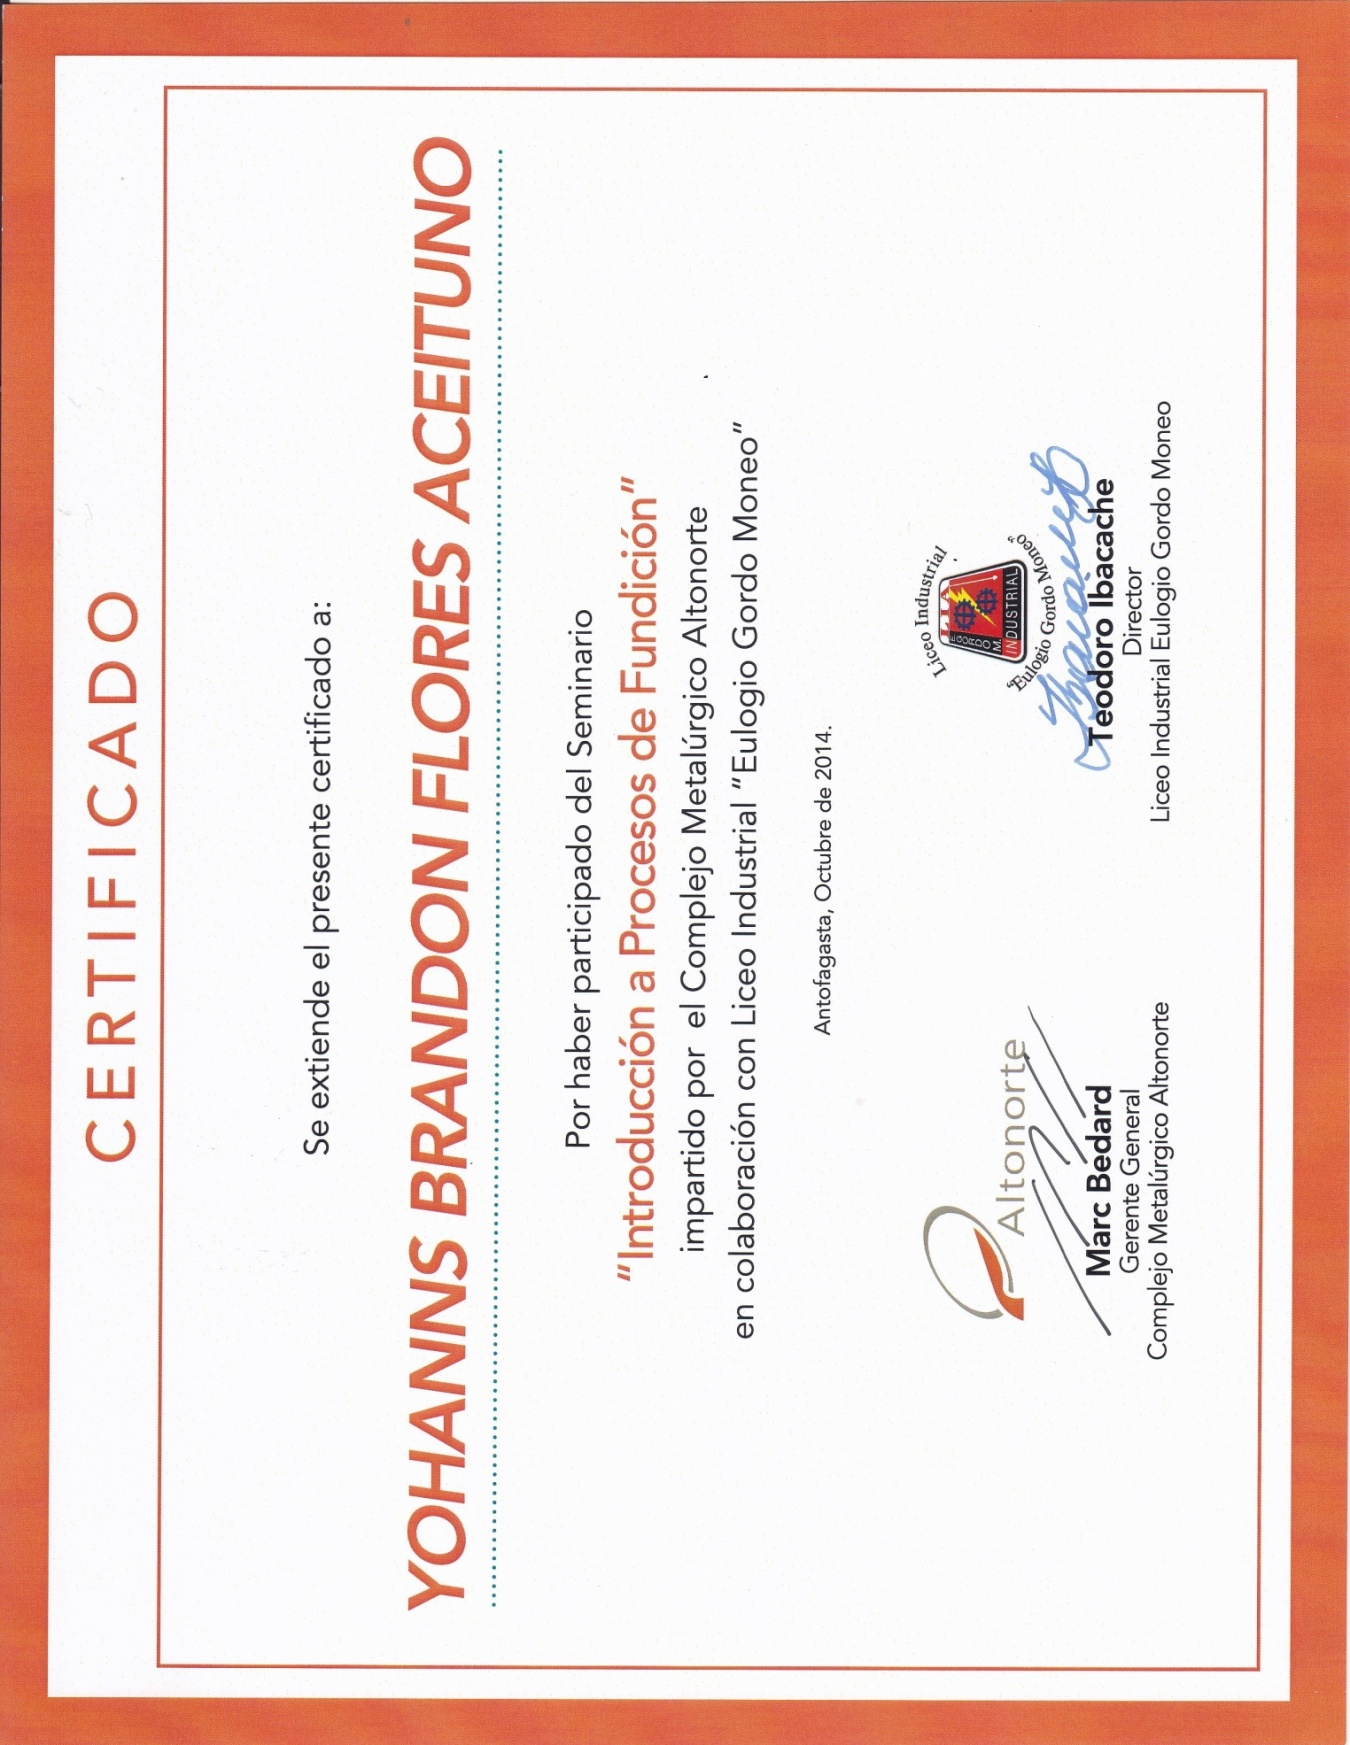 CERTIFICADO
Se extiende el presente certificado a:
YOHANNS BRANDON FLORES ACEITUNO
Por haber participado del Seminario
"Introducción a Procesos de Fundición"
impartido por el Complejo Metalúrgico Altonorte
en colaboración con Liceo Industrial "Eulogio Gordo Moneo"
Antofagasta, Octubre de 2014.
Altonorte
Marc Bedard
Gerente General
Complejo Metalúrgico Altonorte
Liceo Industrial
L.I.A
E.
GORDO
M.
INDUSTRIAL
"Eulogio Gordo Moneo"
Teodoro Ibacache
Director
Liceo Industrial Eulogio Gordo Moneo